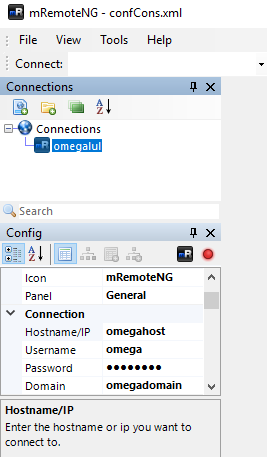 mRemoteNG - confCons.xml
File View Tools Help
Connect:
Connections
Connections
omegalul
Search
Config
Icon mRemoteNG
Panel General
Connection
Hostname/IP omegahost
Username omega
Password ●●●●●●●●
Domain omegadomain
Hostname/IP
Enter the hostname or ip you want to
connect to.